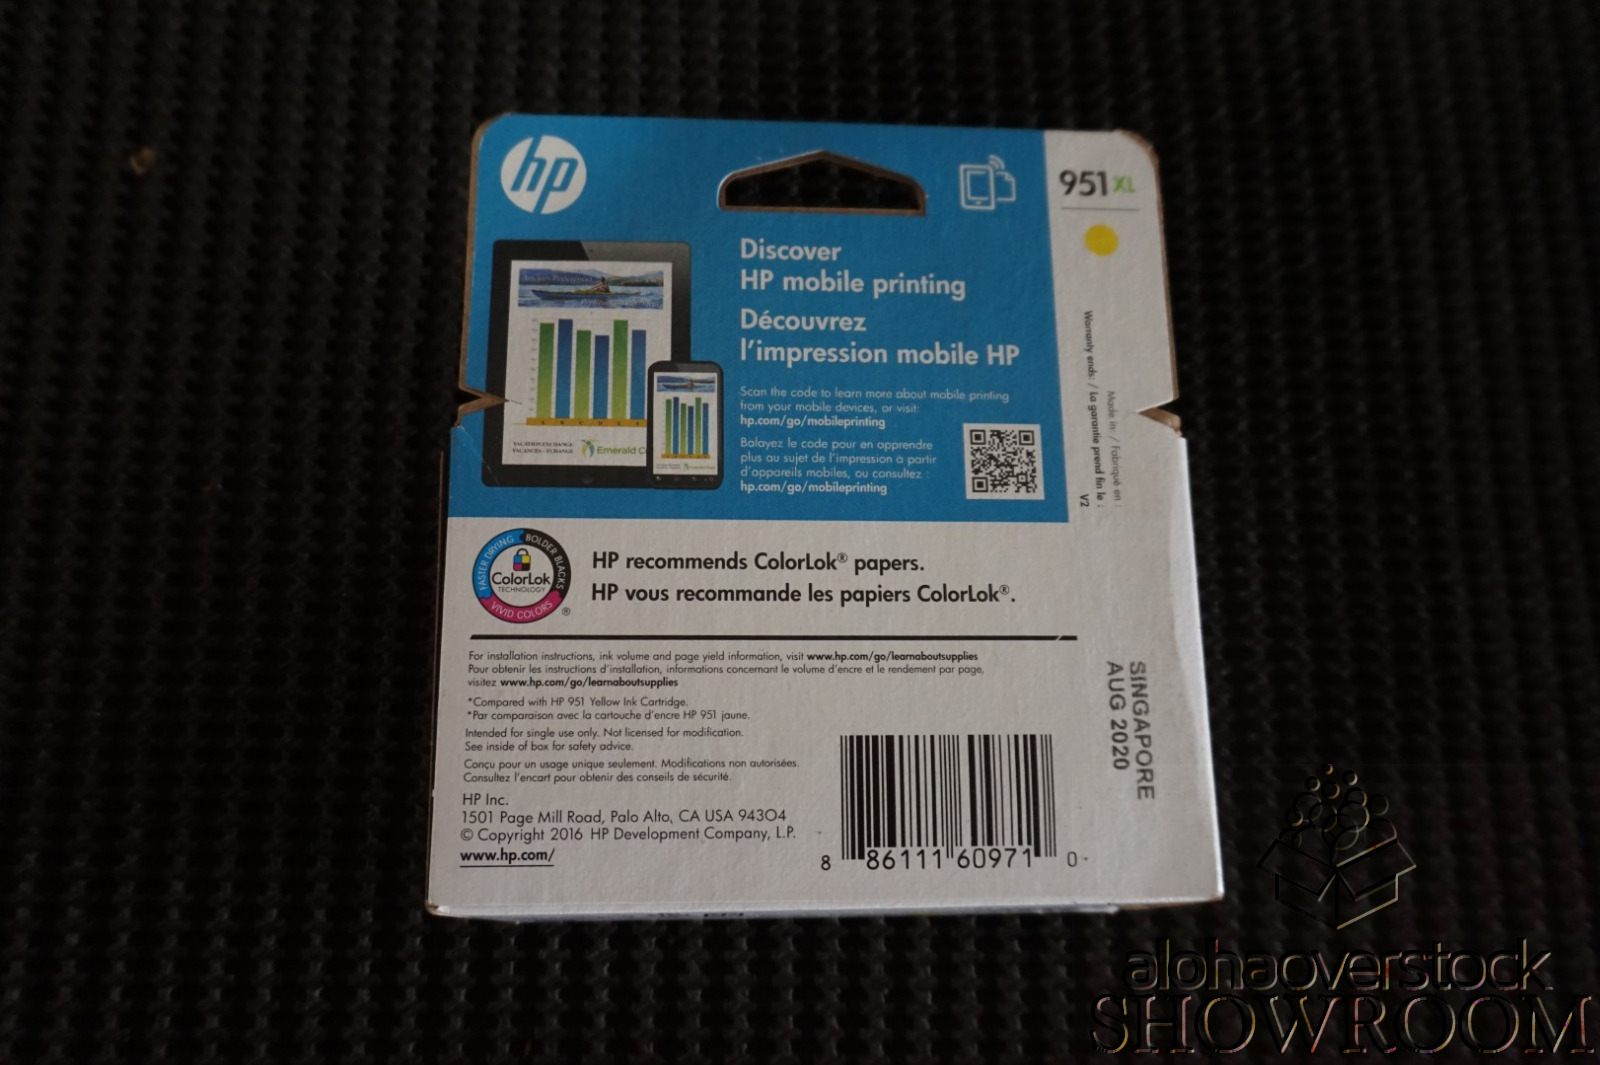 hp
951XL
Discover
HP mobile printing
Découvrez
l'impression mobile HP
Scan the code to learn more about mobile printing
from your mobile devices, or visit:
hp.com/go/mobileprinting
Balayez le code pour en apprendre
plus au sujet de l'impression à partir
d'appareils mobiles, ou consultez :
hp.com/go/mobileprinting
VACATION EXCHANGE
VACANCES - ÉCHANGE
Emerald
Made in: / Fabriqué en :
Warranty ends: / La garantie prend fin le :
V2
FASTER DRYING
BOLDER BLACKS
ColorLok
TECHNOLOGY
VIVID COLORS
®
HP recommends ColorLok® papers.
HP vous recommande les papiers ColorLok®.
For installation instructions, ink volume and page yield information, visit www.hp.com/go/learnaboutsupplies
Pour obtenir les instructions d'installation, informations concernant le volume d'encre et le rendement par page,
visitez www.hp.com/go/learnaboutsupplies
*Compared with HP 951 Yellow Ink Cartridge.
*Par comparaison avec la cartouche d'encre HP 951 jaune.
Intended for single use only. Not licensed for modification.
See inside of box for safety advice.
Conçu pour un usage unique seulement. Modifications non autorisées.
Consultez l'encart pour obtenir des conseils de sécurité.
HP Inc.
1501 Page Mill Road, Palo Alto, CA USA 94304
© Copyright 2016 HP Development Company, L.P.
www.hp.com/
8 86111 60971 0
SINGAPORE
AUG 2020
alohaoverstock
SHOWROOM